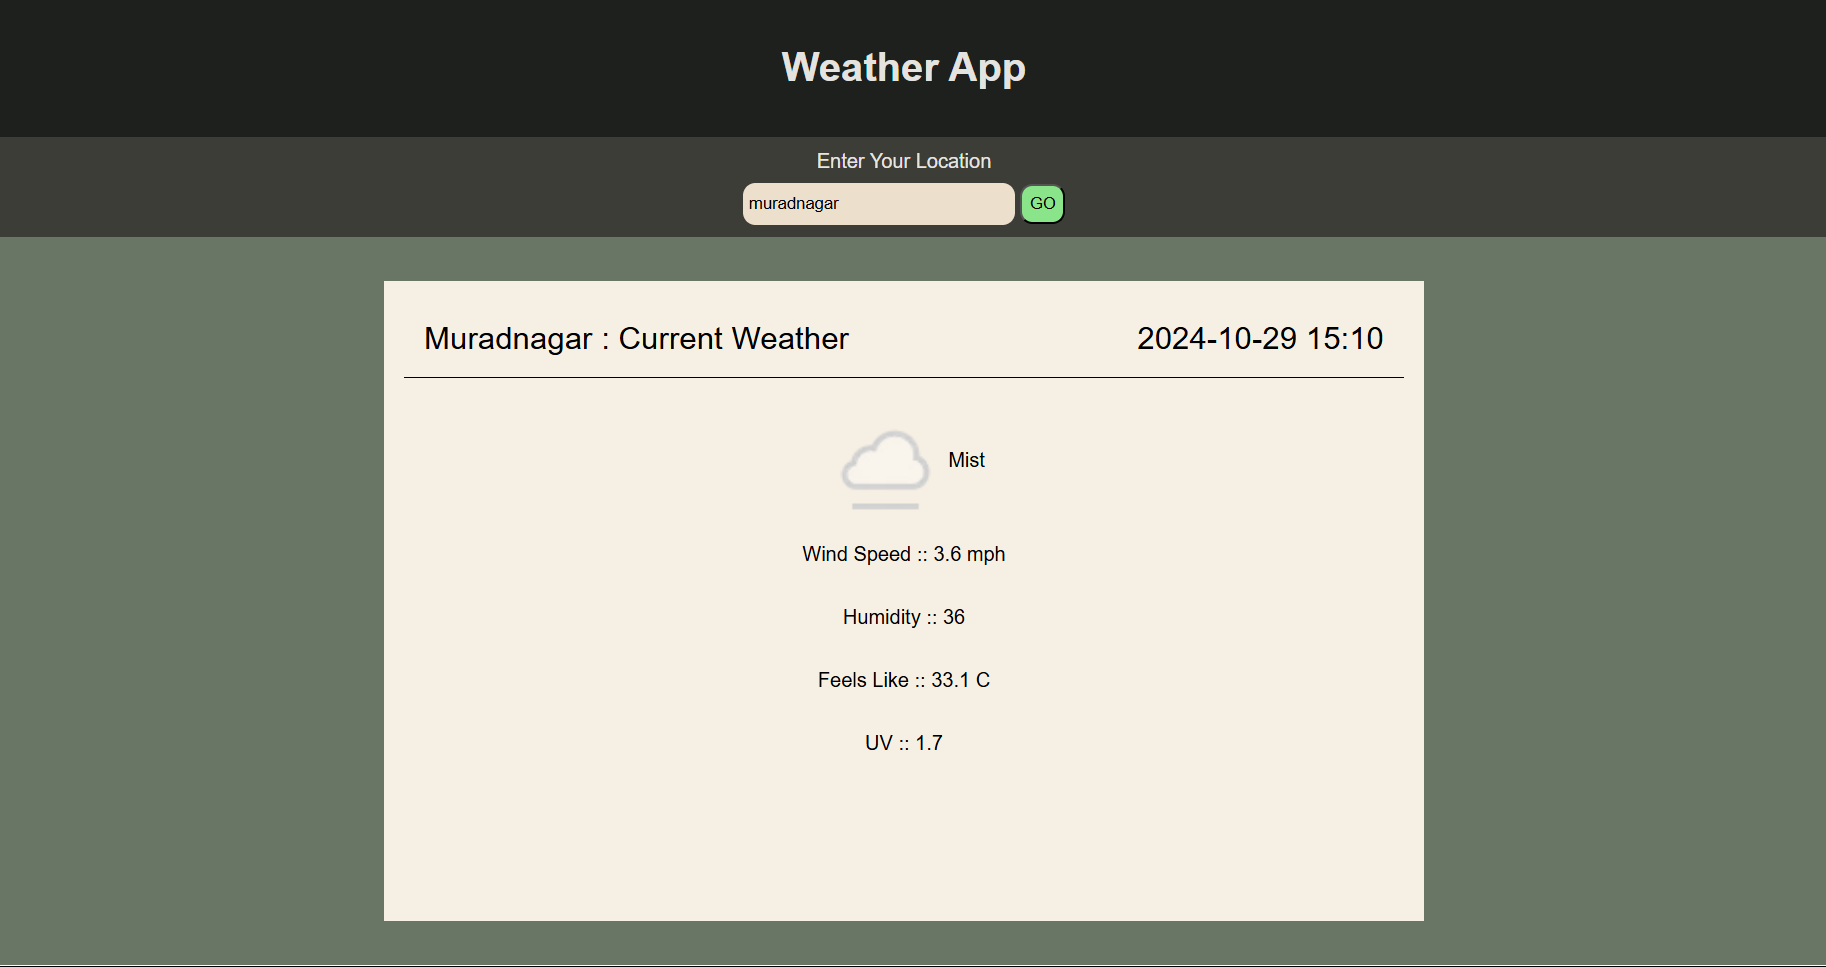 Weather App
Enter Your Location
muradnagar GO
Muradnagar : Current Weather 2024-10-29 15:10
Mist
Wind Speed :: 3.6 mph
Humidity :: 36
Feels Like :: 33.1 C
UV :: 1.7